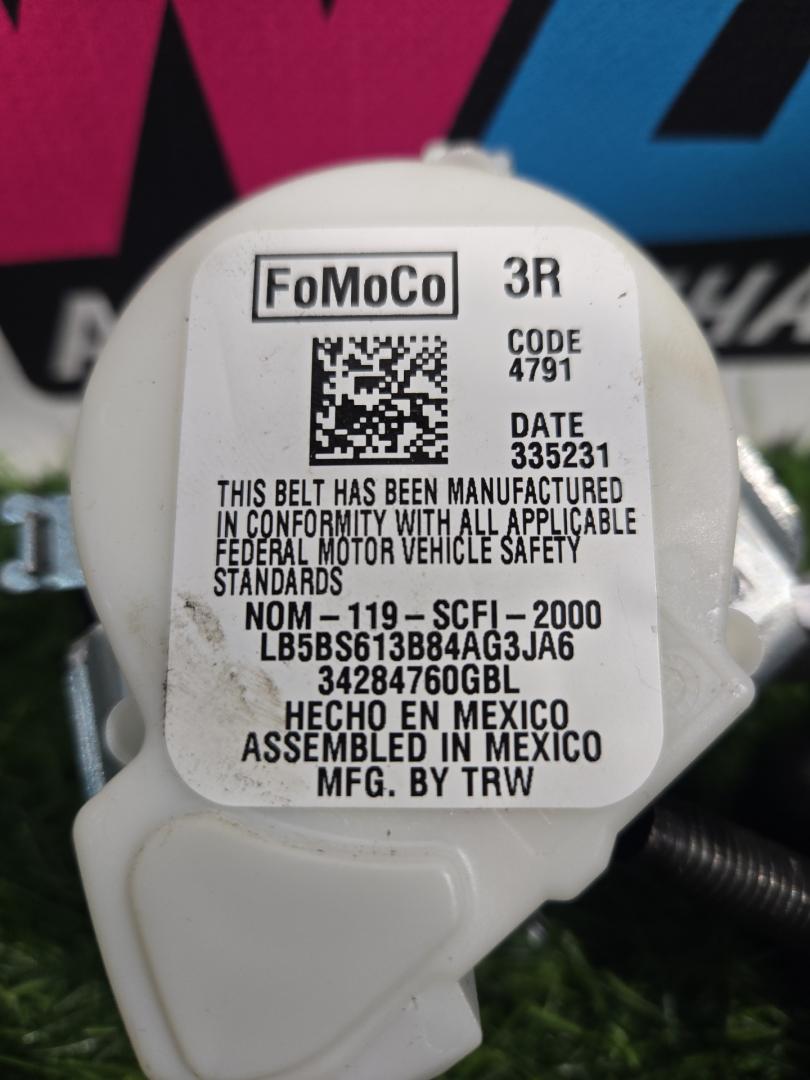 FoMoCo 3R
CODE
4791
DATE
335231
THIS BELT HAS BEEN MANUFACTURED
IN CONFORMITY WITH ALL APPLICABLE
FEDERAL MOTOR VEHICLE SAFETY
STANDARDS
NOM-119-SCFI-2000
LB5BS613B84AG3JA6
34284760GBL
HECHO EN MEXICO
ASSEMBLED IN MEXICO
MFG. BY TRW